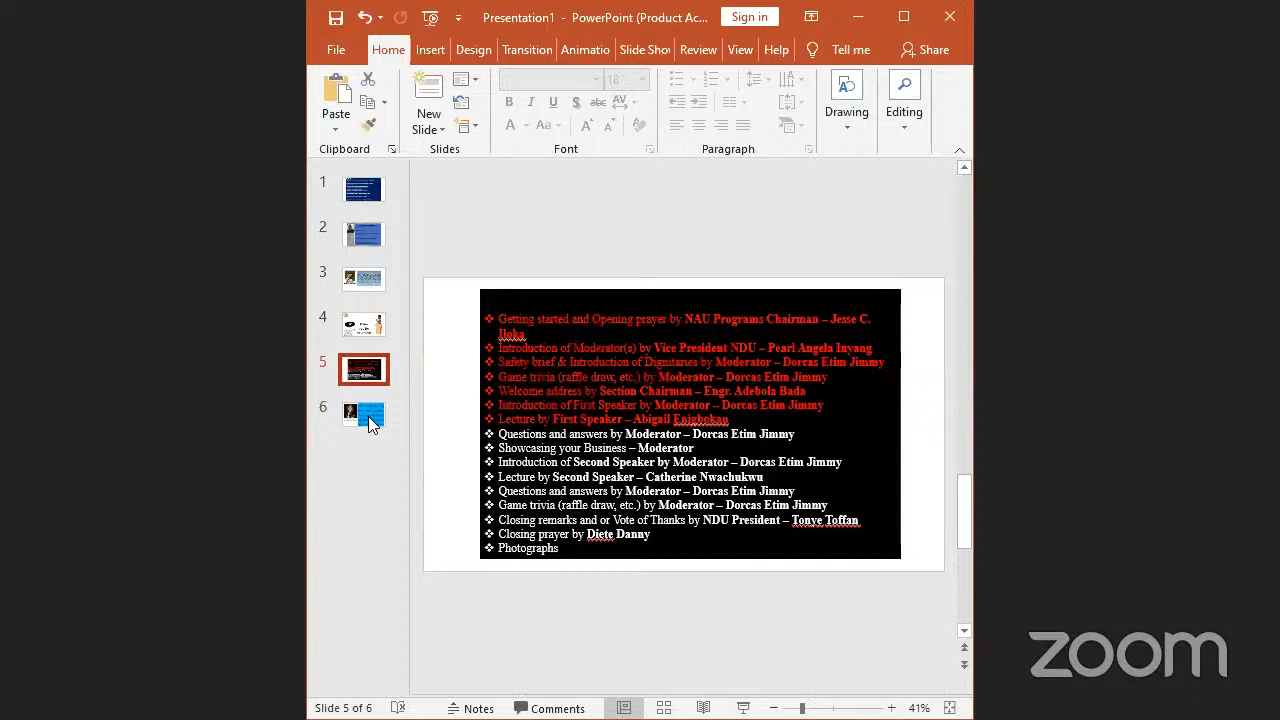 Presentation1 - PowerPoint (Product Ac...
Sign in
File Home Insert Design Transition Animatio Slide Sho Review View Help Tell me Share
18
Paste
New Slide
Drawing
Editing
Clipboard Slides Font Paragraph
1
2
3
4
5
6
❖ Getting started and Opening prayer by NAU Programs Chairman – Jesse C.
Iloka
❖ Introduction of Moderator(s) by Vice President NDU – Pearl Angela Inyang
❖ Safety brief & Introduction of Dignitaries by Moderator – Dorcas Etim Jimmy
❖ Game trivia (raffle draw, etc.) by Moderator – Dorcas Etim Jimmy
❖ Welcome address by Section Chairman – Engr. Adebola Bada
❖ Introduction of First Speaker by Moderator – Dorcas Etim Jimmy
❖ Lecture by First Speaker – Abigail Enigbokan
❖ Questions and answers by Moderator – Dorcas Etim Jimmy
❖ Showcasing your Business – Moderator
❖ Introduction of Second Speaker by Moderator – Dorcas Etim Jimmy
❖ Lecture by Second Speaker – Catherine Nwachukwu
❖ Questions and answers by Moderator – Dorcas Etim Jimmy
❖ Game trivia (raffle draw, etc.) by Moderator – Dorcas Etim Jimmy
❖ Closing remarks and or Vote of Thanks by NDU President – Tonye Toffan
❖ Closing prayer by Diete Danny
❖ Photographs
zoom
Slide 5 of 6 Notes Comments 41%